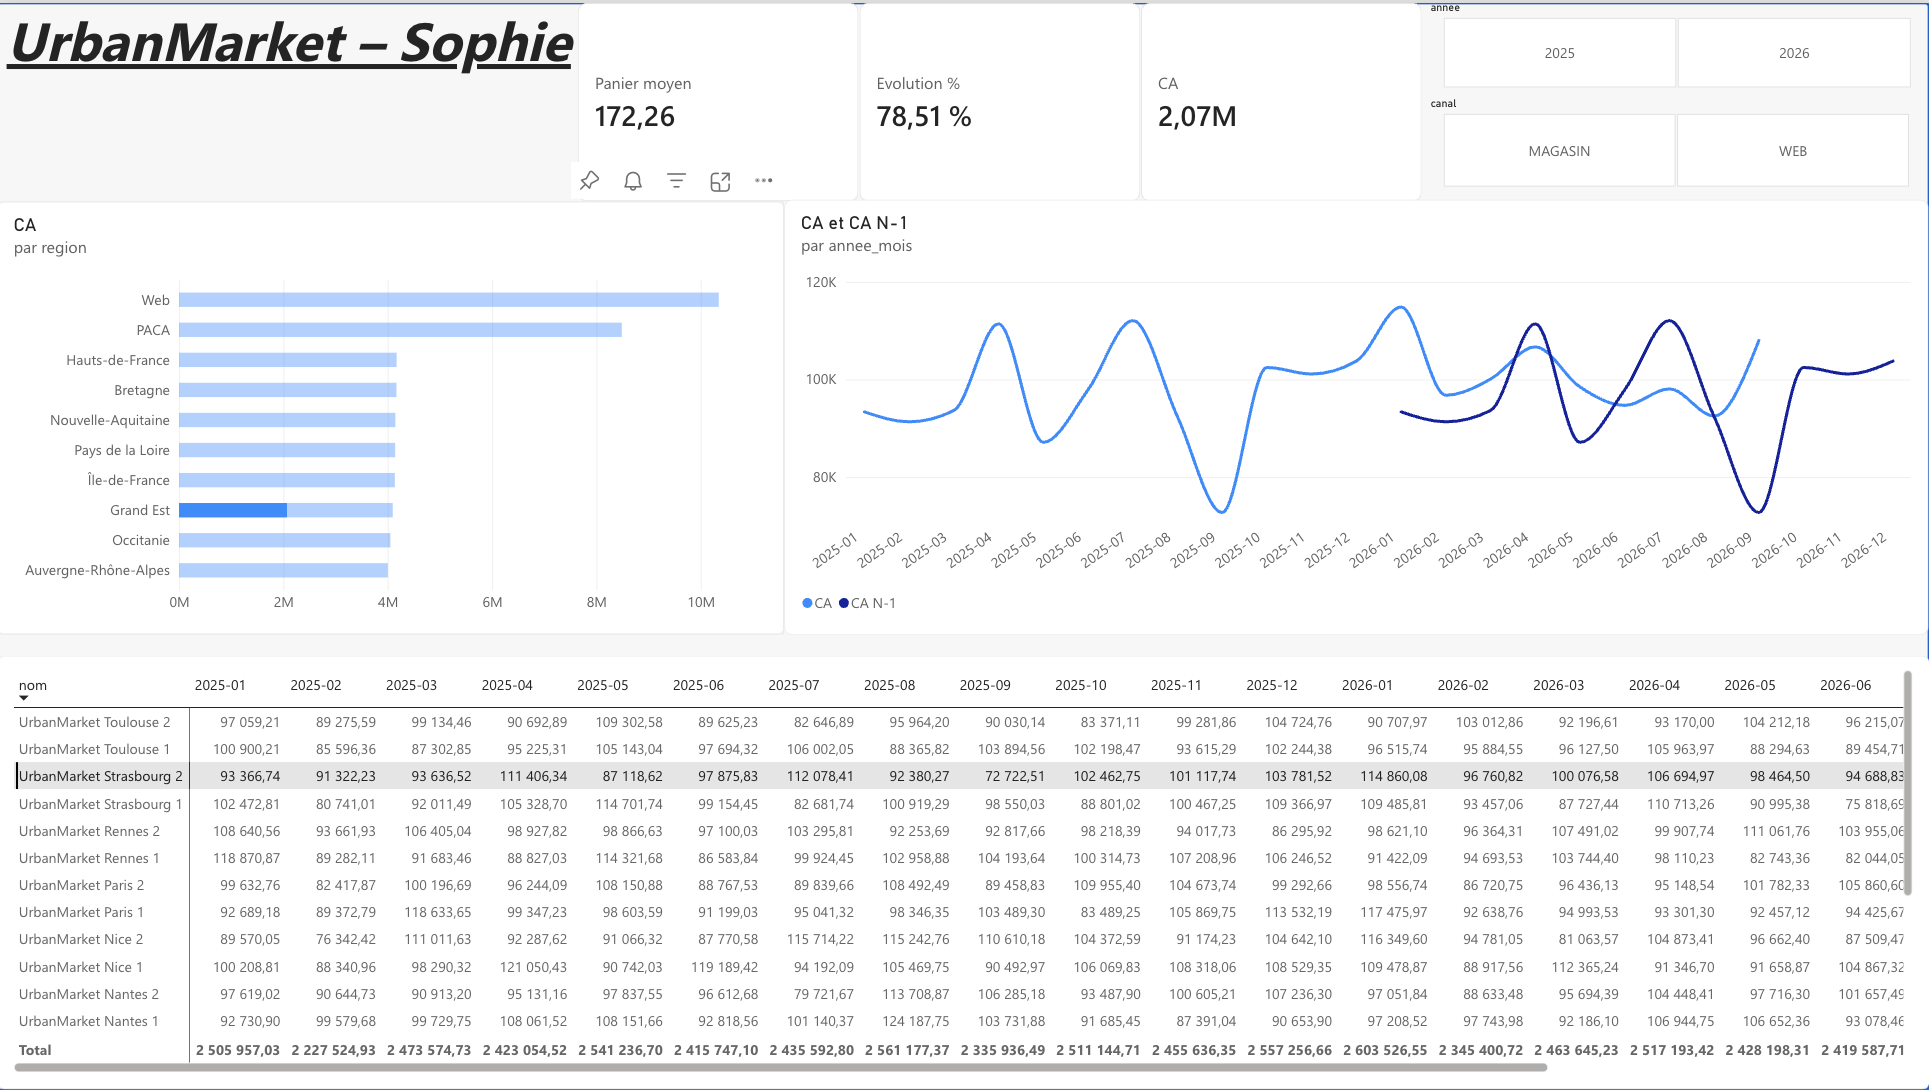 UrbanMarket – Sophie
Panier moyen
172,26
Evolution %
78,51 %
CA
2,07M
annee
2025 2026
canal
MAGASIN WEB
CA
par region
Web
PACA
Hauts-de-France
Bretagne
Nouvelle-Aquitaine
Pays de la Loire
Île-de-France
Grand Est
Occitanie
Auvergne-Rhône-Alpes
0M 2M 4M 6M 8M 10M
CA et CA N-1
par annee_mois
120K
100K
80K
2025-01 2025-02 2025-03 2025-04 2025-05 2025-06 2025-07 2025-08 2025-09 2025-10 2025-11 2025-12 2026-01 2026-02 2026-03 2026-04 2026-05 2026-06 2026-07 2026-08 2026-09 2026-10 2026-11 2026-12
CA CA N-1
nom 2025-01 2025-02 2025-03 2025-04 2025-05 2025-06 2025-07 2025-08 2025-09 2025-10 2025-11 2025-12 2026-01 2026-02 2026-03 2026-04 2026-05 2026-06
UrbanMarket Toulouse 2 97 059,21 89 275,59 99 134,46 90 692,89 109 302,58 89 625,23 82 646,89 95 964,20 90 030,14 83 371,11 99 281,86 104 724,76 90 707,97 103 012,86 92 196,61 93 170,00 104 212,18 96 215,07
UrbanMarket Toulouse 1 100 900,21 85 596,36 87 302,85 95 225,31 105 143,04 97 694,32 106 002,05 88 365,82 103 894,56 102 198,47 93 615,29 102 244,38 96 515,74 95 884,55 96 127,50 105 963,97 88 294,63 89 454,71
UrbanMarket Strasbourg 2 93 366,74 91 322,23 93 636,52 111 406,34 87 118,62 97 875,83 112 078,41 92 380,27 72 722,51 102 462,75 101 117,74 103 781,52 114 860,08 96 760,82 100 076,58 106 694,97 98 464,50 94 688,83
UrbanMarket Strasbourg 1 102 472,81 80 741,01 92 011,49 105 328,70 114 701,74 99 154,45 82 681,74 100 919,29 98 550,03 88 801,02 100 467,25 109 366,97 109 485,81 93 457,06 87 727,44 110 713,26 90 995,38 75 818,69
UrbanMarket Rennes 2 108 640,56 93 661,93 106 405,04 98 927,82 98 866,63 97 100,03 103 295,81 92 253,69 92 817,66 98 218,39 94 017,73 86 295,92 98 621,10 96 364,31 107 491,02 99 907,74 111 061,76 103 955,06
UrbanMarket Rennes 1 118 870,87 89 282,11 91 683,46 88 827,03 114 321,68 86 583,84 99 924,45 102 958,88 104 193,64 100 314,73 107 208,96 106 246,52 91 422,09 94 693,53 103 744,40 98 110,23 82 743,36 82 044,05
UrbanMarket Paris 2 99 632,76 82 417,87 100 196,69 96 244,09 108 150,88 88 767,53 89 839,66 108 492,49 89 458,83 109 955,40 104 673,74 99 292,66 98 556,74 86 720,75 96 436,13 95 148,54 101 782,33 105 860,60
UrbanMarket Paris 1 92 689,18 89 372,79 118 633,65 99 347,23 98 603,59 91 199,03 95 041,32 98 346,35 103 489,30 83 489,25 105 869,75 113 532,19 117 475,97 92 638,76 94 993,53 93 301,30 92 457,12 94 425,67
UrbanMarket Nice 2 89 570,05 76 342,42 111 011,63 92 287,62 91 066,32 87 770,58 115 714,22 115 242,76 110 610,18 104 372,59 91 174,23 104 642,10 116 349,60 94 781,05 81 063,57 104 873,41 96 662,40 87 509,47
UrbanMarket Nice 1 100 208,81 88 340,96 98 290,32 121 050,43 90 742,03 119 189,42 94 192,09 105 469,75 90 492,97 106 069,83 108 318,06 108 529,35 109 478,87 88 917,56 112 365,24 91 346,70 91 658,87 104 867,32
UrbanMarket Nantes 2 97 619,02 90 644,73 90 913,20 95 131,16 97 837,55 96 612,68 79 721,67 113 708,87 106 285,18 93 487,90 100 605,21 107 236,30 97 051,84 88 633,48 95 694,39 104 448,41 97 716,30 101 657,49
UrbanMarket Nantes 1 92 730,90 99 579,68 99 729,75 108 061,52 108 151,66 92 818,56 101 140,37 124 187,75 103 731,88 91 685,45 87 391,04 90 653,90 97 208,52 97 743,98 92 186,10 106 944,75 106 652,36 93 078,46
Total 2 505 957,03 2 227 524,93 2 473 574,73 2 423 054,52 2 541 236,70 2 415 747,10 2 435 592,80 2 561 177,37 2 335 936,49 2 511 144,71 2 455 636,35 2 557 256,66 2 603 526,55 2 345 400,72 2 463 645,23 2 517 193,42 2 428 198,31 2 419 587,71